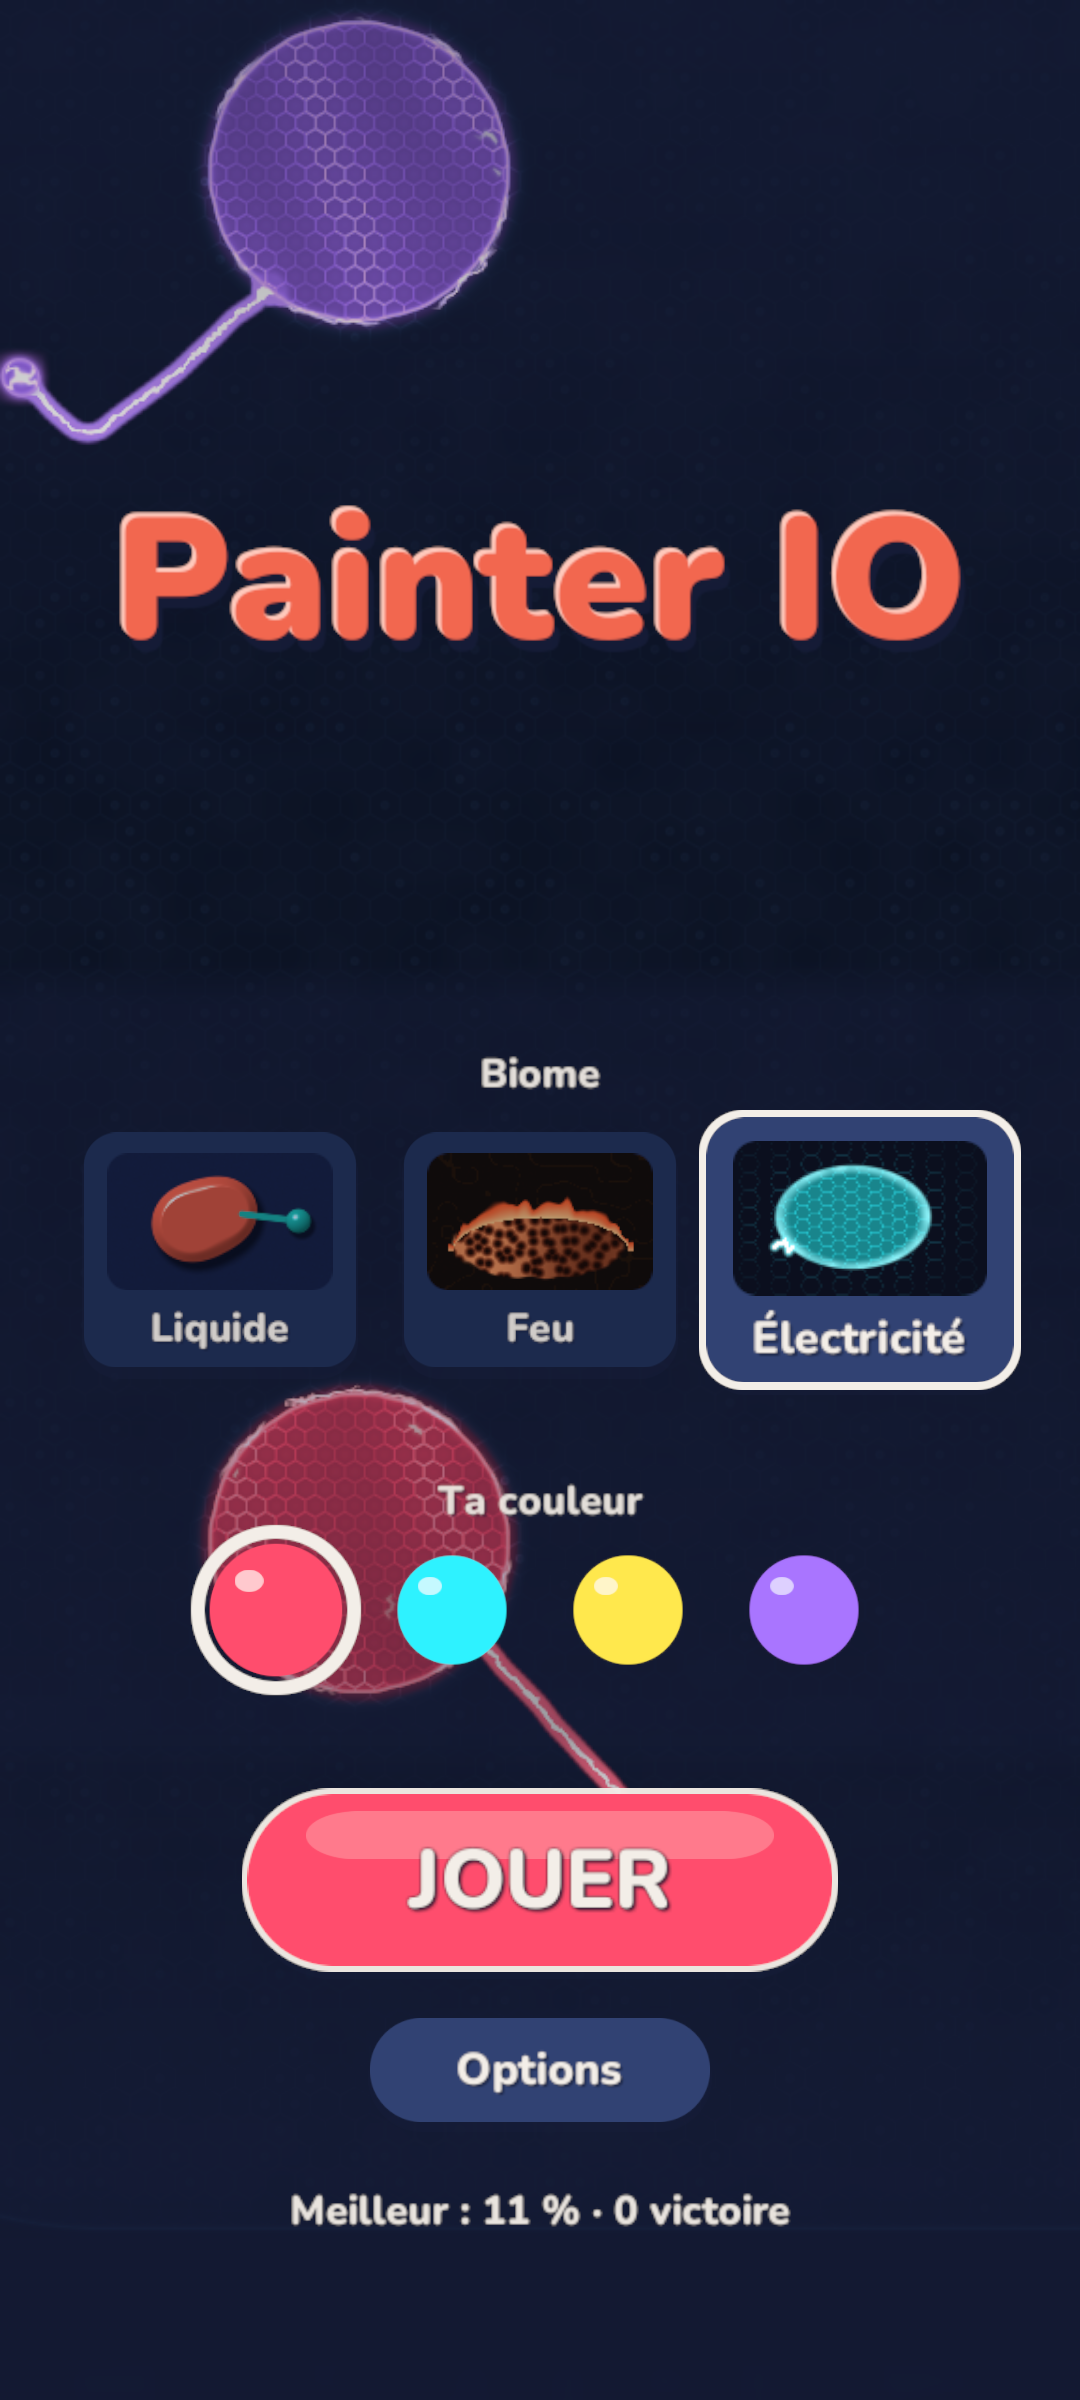 Painter IO
Biome
Liquide
Feu
Électricité
Ta couleur
JOUER
Options
Meilleur : 11 % · 0 victoire